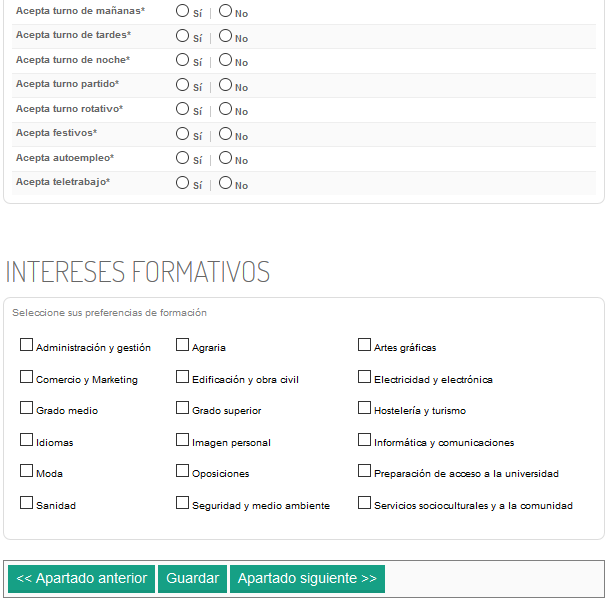 Acepta turno de mañanas* Sí | No
Acepta turno de tardes* Sí | No
Acepta turno de noche* Sí | No
Acepta turno partido* Sí | No
Acepta turno rotativo* Sí | No
Acepta festivos* Sí | No
Acepta autoempleo* Sí | No
Acepta teletrabajo* Sí | No
INTERESES FORMATIVOS
Seleccione sus preferencias de formación
Administración y gestión Agraria Artes gráficas
Comercio y Marketing Edificación y obra civil Electricidad y electrónica
Grado medio Grado superior Hostelería y turismo
Idiomas Imagen personal Informática y comunicaciones
Moda Oposiciones Preparación de acceso a la universidad
Sanidad Seguridad y medio ambiente Servicios socioculturales y a la comunidad
<< Apartado anterior Guardar Apartado siguiente >>